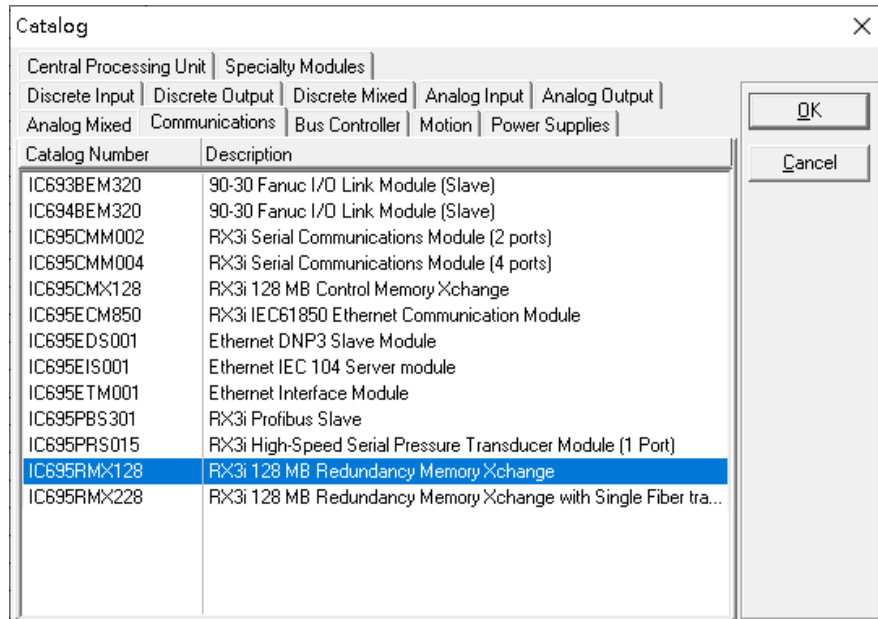 Catalog
Central Processing Unit Specialty Modules
Discrete Input Discrete Output Discrete Mixed Analog Input Analog Output
Analog Mixed Communications Bus Controller Motion Power Supplies
OK
Cancel
Catalog Number Description
IC693BEM320 90-30 Fanuc I/O Link Module (Slave)
IC694BEM320 90-30 Fanuc I/O Link Module (Slave)
IC695CMM002 RX3i Serial Communications Module (2 ports)
IC695CMM004 RX3i Serial Communications Module (4 ports)
IC695CMX128 RX3i 128 MB Control Memory Xchange
IC695ECM850 RX3i IEC61850 Ethernet Communication Module
IC695EDS001 Ethernet DNP3 Slave Module
IC695EIS001 Ethernet IEC 104 Server module
IC695ETM001 Ethernet Interface Module
IC695PBS301 RX3i Profibus Slave
IC695PRS015 RX3i High-Speed Serial Pressure Transducer Module (1 Port)
IC695RMX128 RX3i 128 MB Redundancy Memory Xchange
IC695RMX228 RX3i 128 MB Redundancy Memory Xchange with Single Fiber tra...